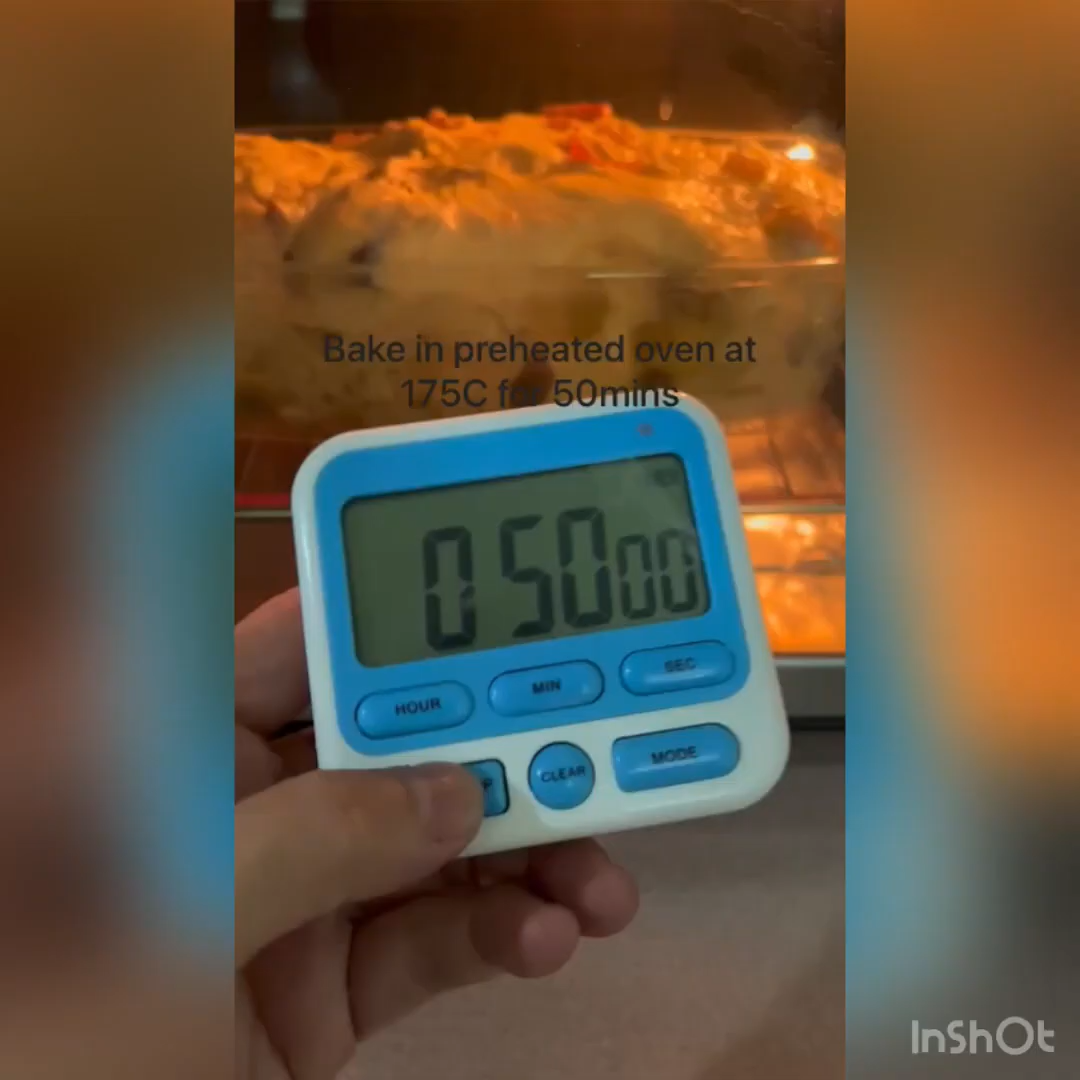 Bake in preheated oven at
175C for 50mins
0 50 00
HOUR MIN SEC
CLEAR MODE
InShOt